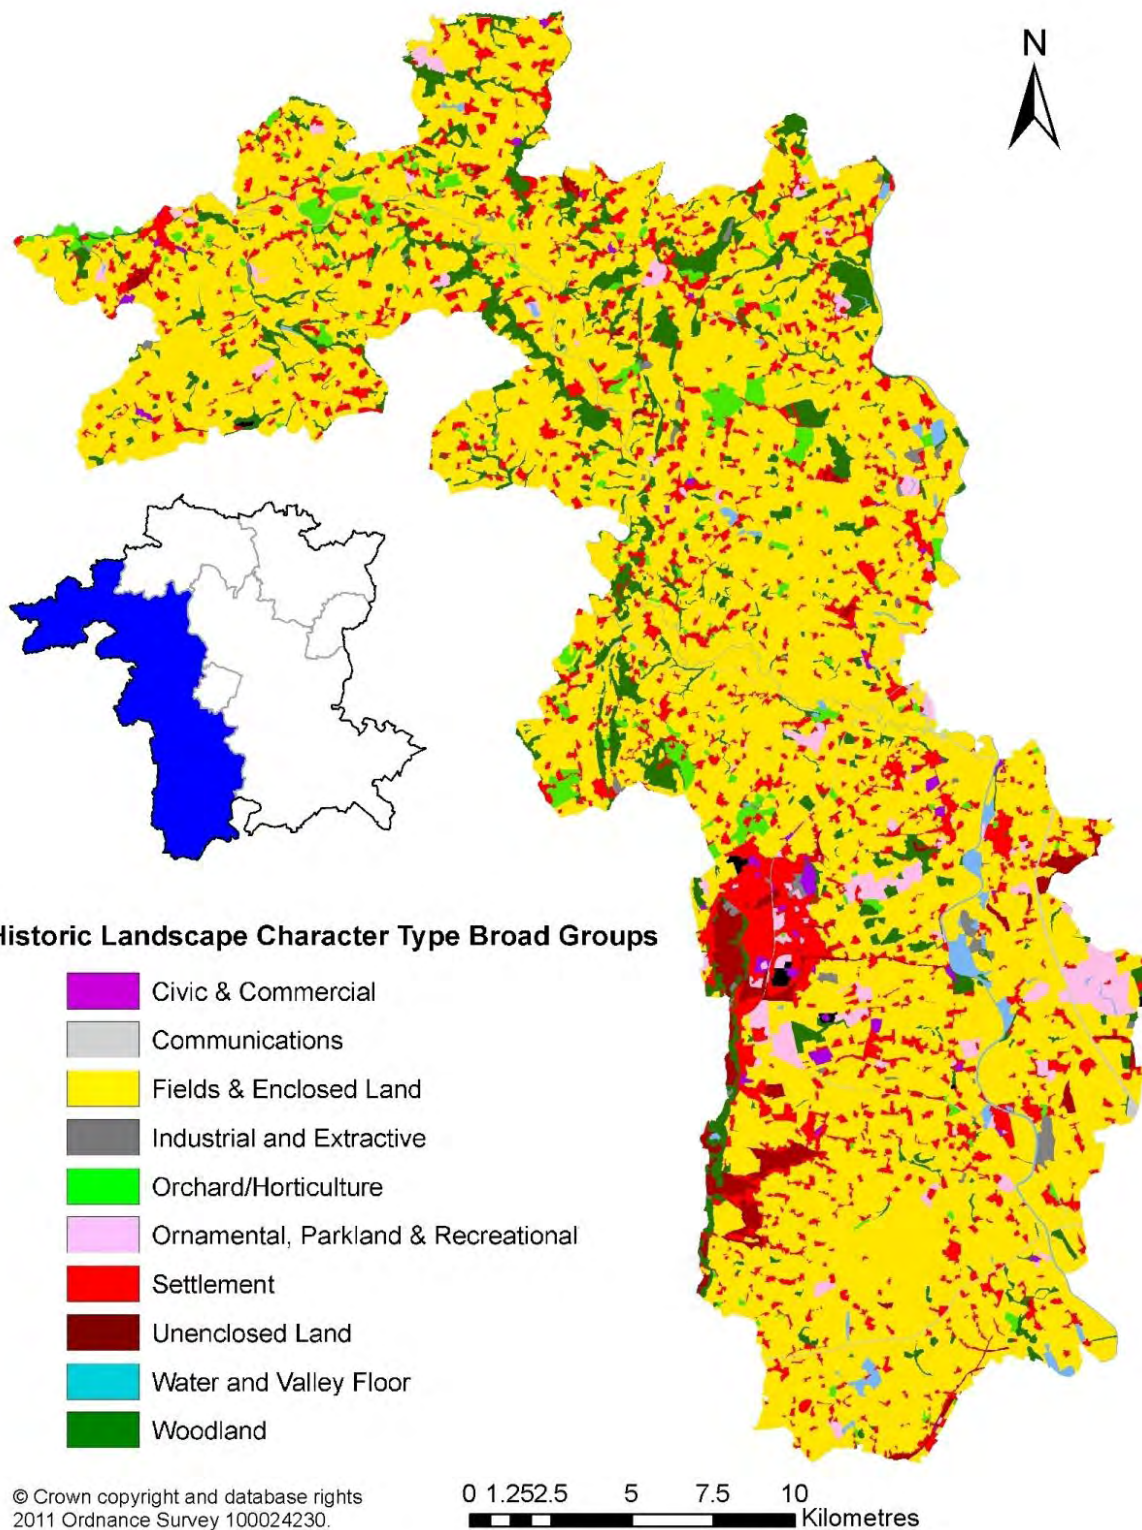 N
Historic Landscape Character Type Broad Groups
Civic & Commercial
Communications
Fields & Enclosed Land
Industrial and Extractive
Orchard/Horticulture
Ornamental, Parkland & Recreational
Settlement
Unenclosed Land
Water and Valley Floor
Woodland
© Crown copyright and database rights
2011 Ordnance Survey 100024230.
0 1.252.5 5 7.5 10
Kilometres